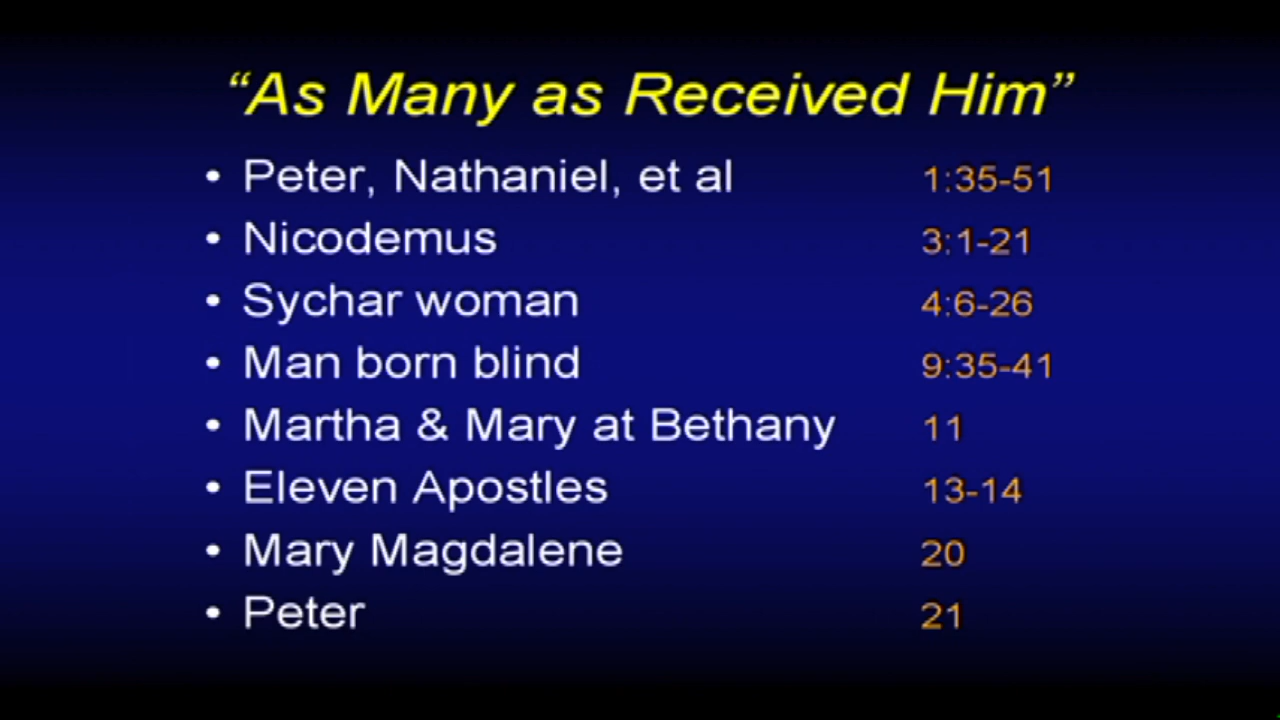 “As Many as Received Him”
• Peter, Nathaniel, et al 1:35-51
• Nicodemus 3:1-21
• Sychar woman 4:6-26
• Man born blind 9:35-41
• Martha & Mary at Bethany 11
• Eleven Apostles 13-14
• Mary Magdalene 20
• Peter 21